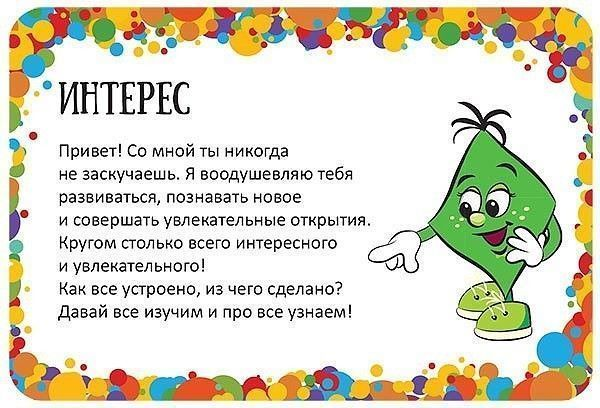 ИНТЕРЕС
Привет! Со мной ты никогда
не заскучаешь. Я воодушевляю тебя
развиваться, познавать новое
и совершать увлекательные открытия.
Кругом столько всего интересного
и увлекательного!
Как все устроено, из чего сделано?
Давай все изучим и про все узнаем!